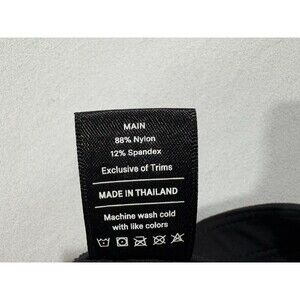 MAIN
88% Nylon
12% Spandex
Exclusive of Trims
MADE IN THAILAND
Machine wash cold
with like colors